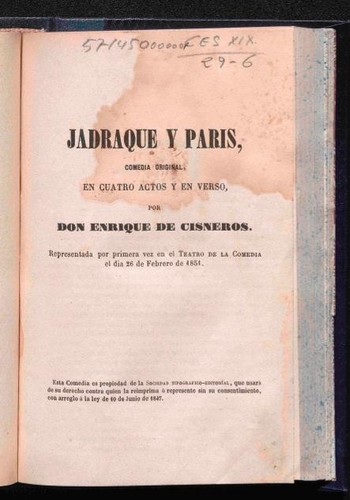 5714500000 FES XIX.
29-6
JADRAQUE Y PARIS,
COMEDIA ORIGINAL,
EN CUATRO ACTOS Y EN VERSO,
POR
DON ENRIQUE DE CISNEROS.
Representada por primera vez en el TEATRO DE LA COMEDIA
el dia 26 de Febrero de 1851.
Esta Comedia es propiedad de la SOCIEDAD TIPOGRAFICO-EDITORIAL, que usará
de su derecho contra quien la reimprima ó represente sin su consentimiento,
con arreglo á la ley de 10 de Junio de 1847.